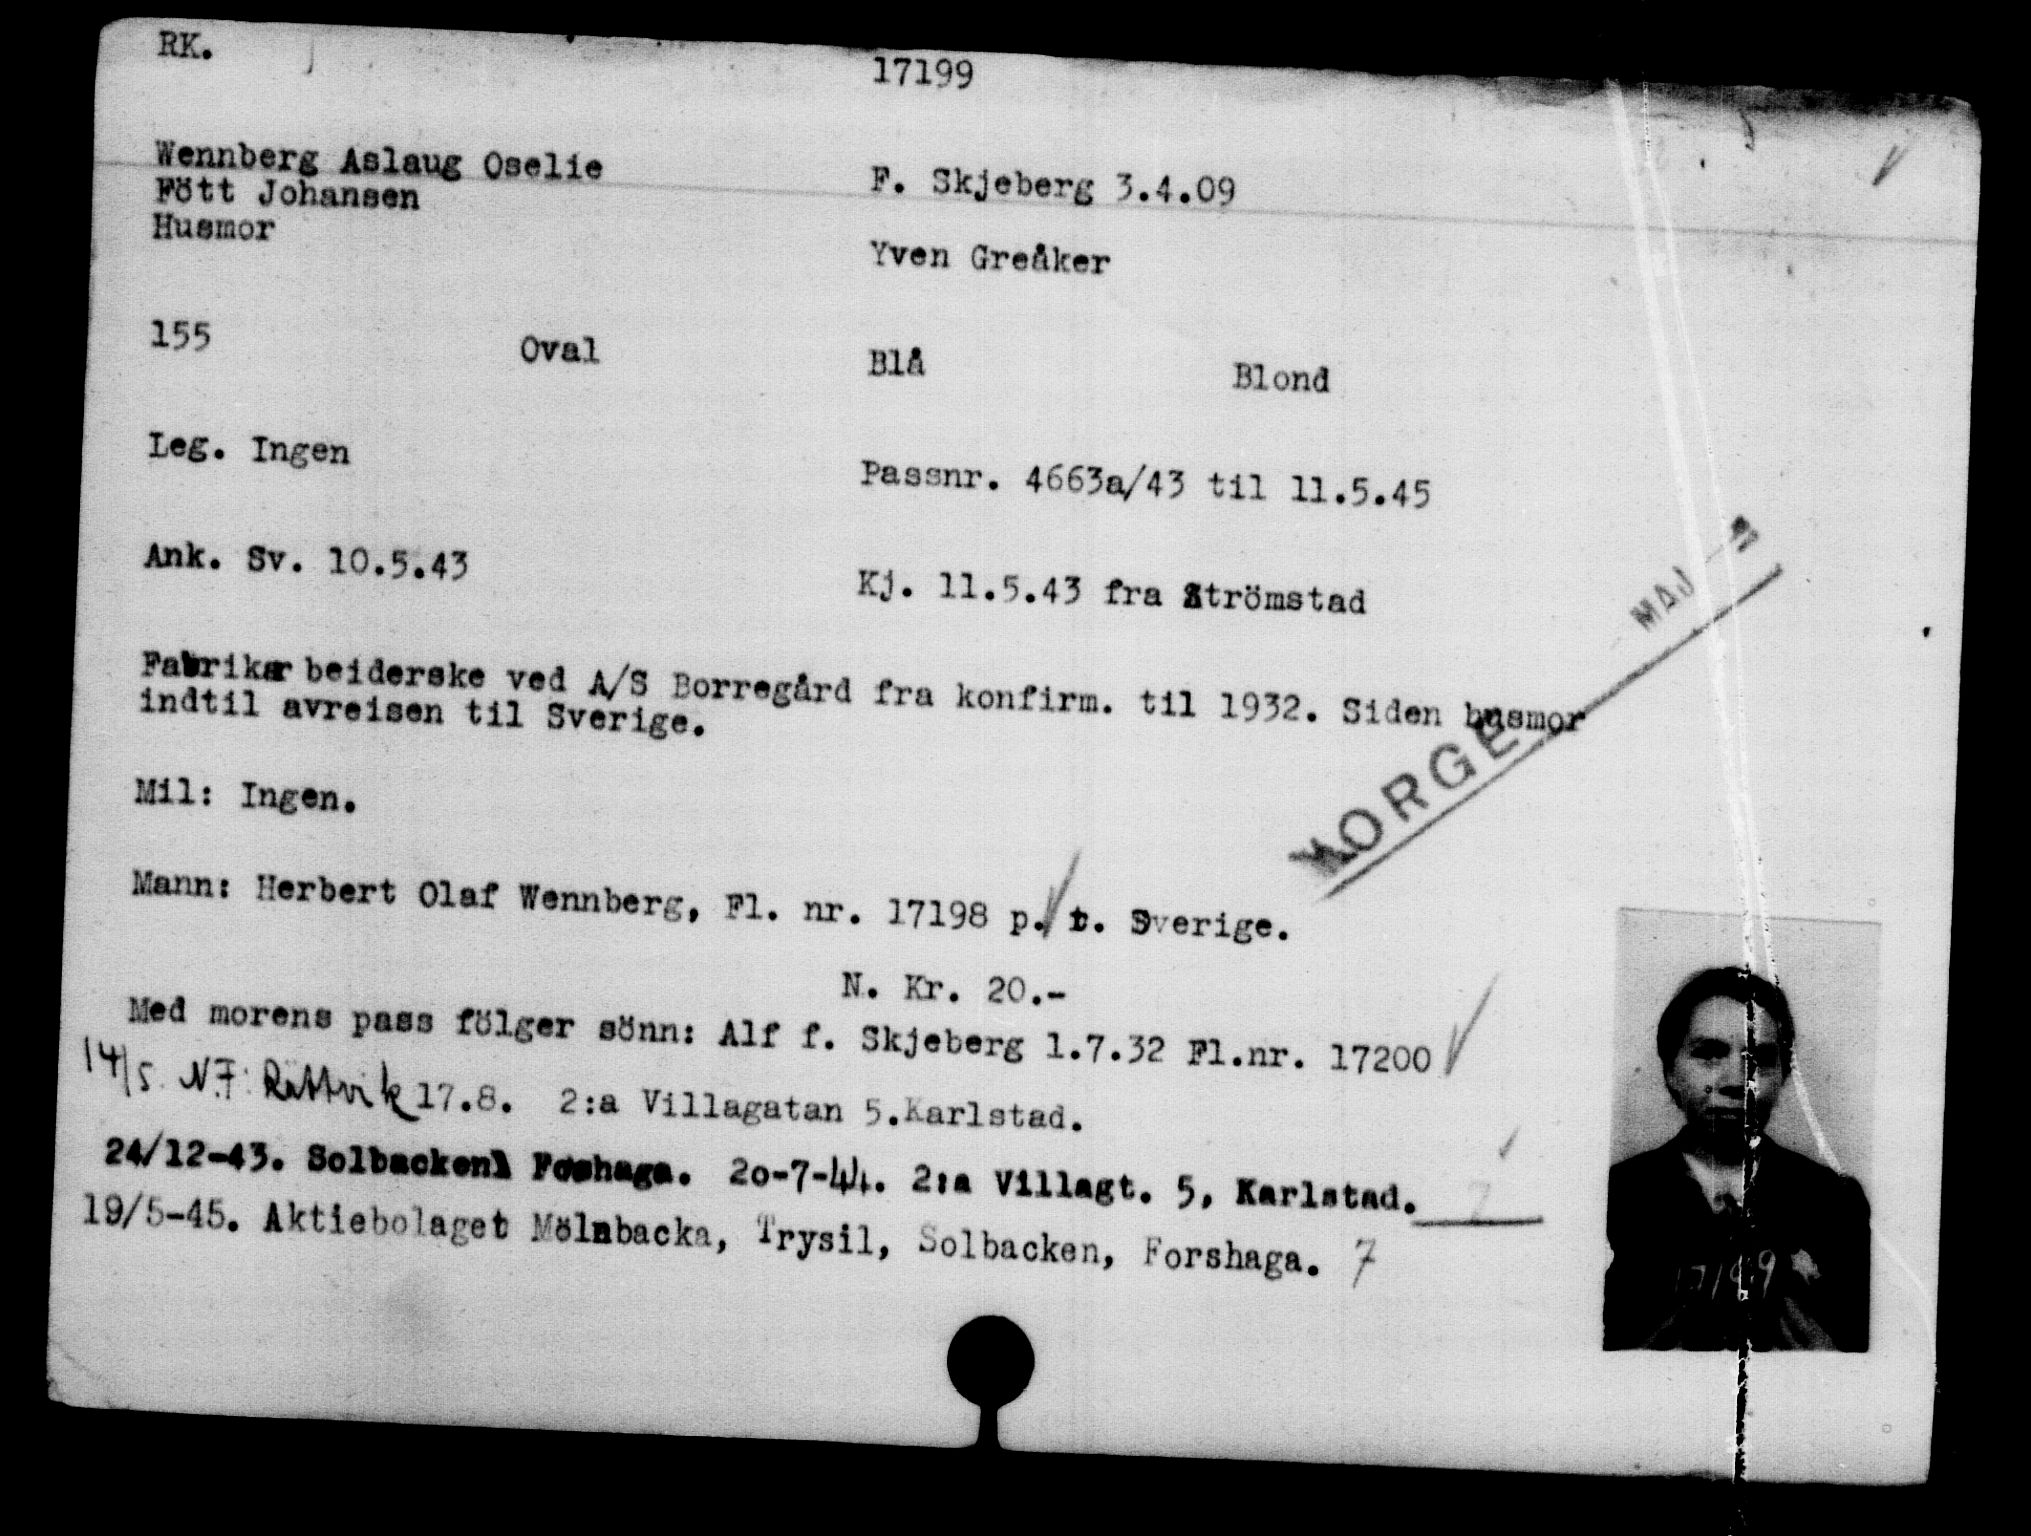 RK.
17199
Wennberg Aslaug Oselie
Fött Johansen
Husmor
F. Skjeberg 3.4.09
Yven Greåker
155 Oval Blå Blond
Leg. Ingen
Passnr. 4663a/43 til 11.5.45
Ank. Sv. 10.5.43
Kj. 11.5.43 fra Strömstad
MAJ
Fabrikarbeiderske ved A/S Borregård fra konfirm. til 1932. Siden husmor
indtil avreisen til Sverige.
NORGE
Mil: Ingen.
Mann: Herbert Olaf Wennberg, Fl. nr. 17198 p. t. Sverige.
N. Kr. 20.-
Med morens pass fölger sönn: Alf f. Skjeberg 1.7.32 Fl.nr. 17200
14/5. N.F. Rättvik 17.8. 2:a Villagatan 5.Karlstad.
24/12-43. Solbacken Foshaga. 2o-7-44. 2:a Villagt. 5, Karlstad.
19/5-45. Aktiebolaget Mölnbacka, Trysil, Solbacken, Forshaga. 7
17199